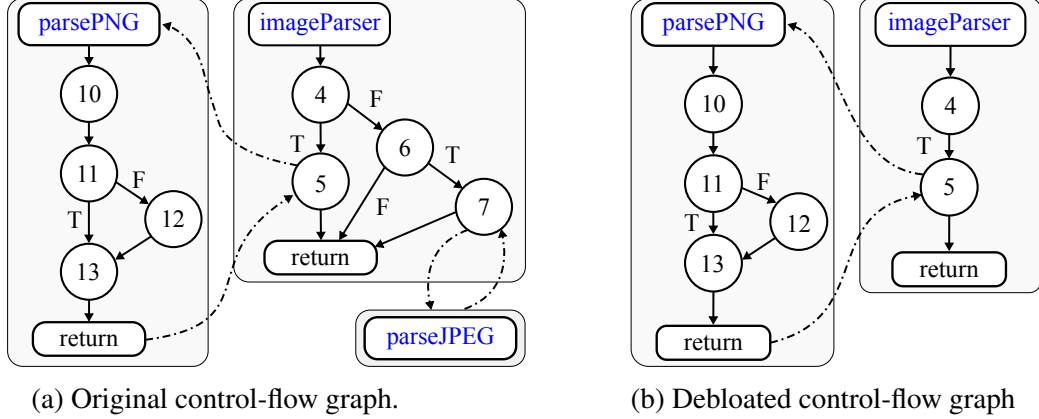 parsePNG
10
11
F
T
12
13
return
imageParser
4
F
T
6
T
5
F
7
return
parseJPEG
(a) Original control-flow graph.
parsePNG
10
11
F
T
12
13
return
imageParser
4
T
5
return
(b) Debloated control-flow graph